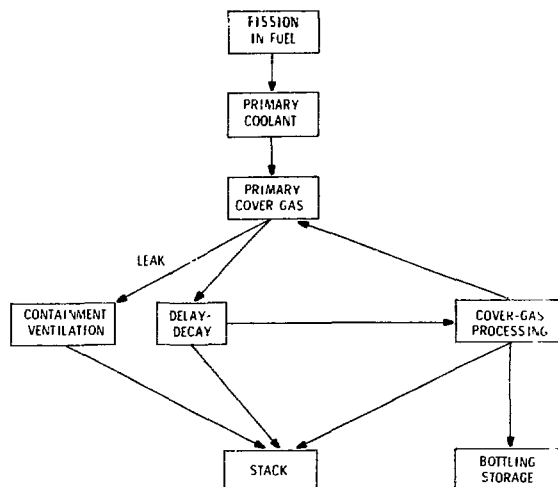 FISSION
IN FUEL
PRIMARY
COOLANT
PRIMARY
COVER GAS
LEAK
CONTAINMENT
VENTILATION
DELAY-
DECAY
COVER-GAS
PROCESSING
STACK
BOTTLING
STORAGE